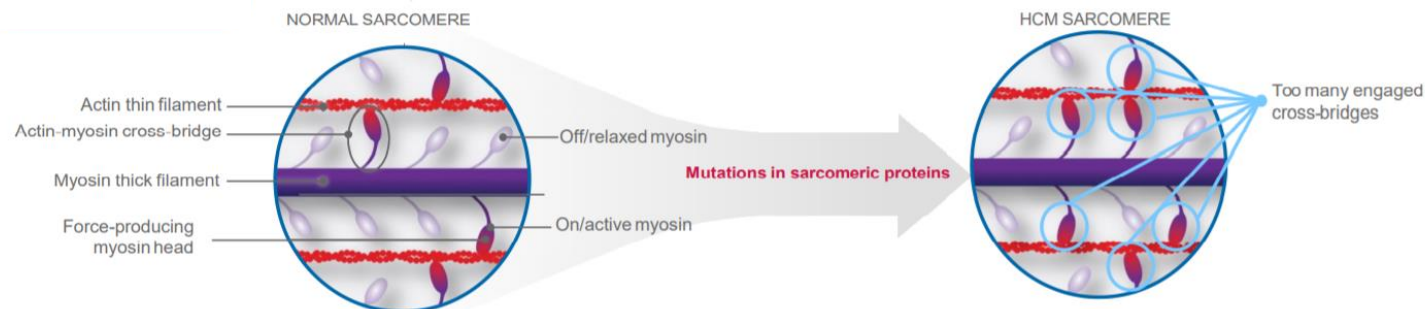 NORMAL SARCOMERE
HCM SARCOMERE
Actin thin filament
Actin-myosin cross-bridge
Off/relaxed myosin
Too many engaged
cross-bridges
Myosin thick filament
Mutations in sarcomeric proteins
Force-producing
myosin head
On/active myosin